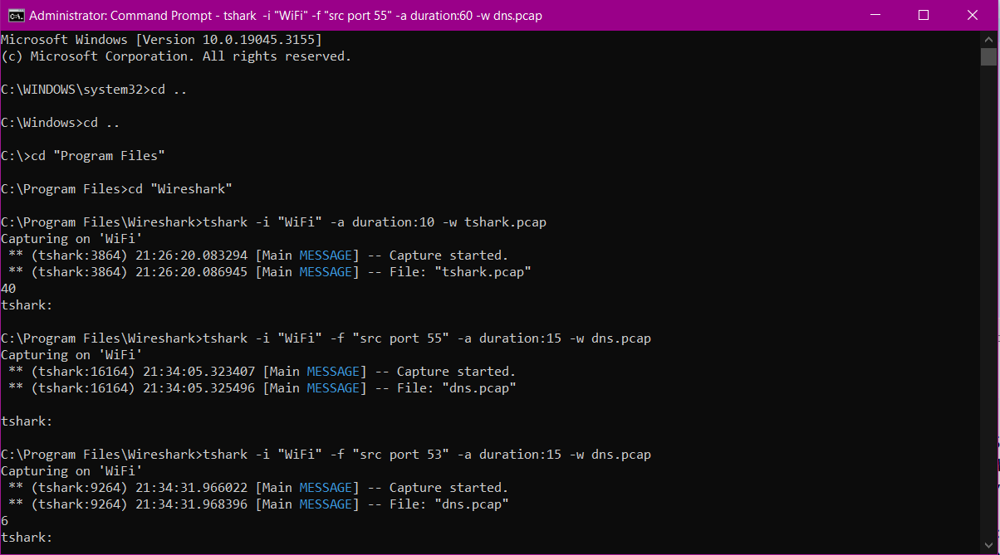 Administrator: Command Prompt - tshark -i "WiFi" -f "src port 55" -a duration:60 -w dns.pcap
Microsoft Windows [Version 10.0.19045.3155]
(c) Microsoft Corporation. All rights reserved.
C:\WINDOWS\system32>cd ..
C:\Windows>cd ..
C:\>cd "Program Files"
C:\Program Files>cd "Wireshark"
C:\Program Files\Wireshark>tshark -i "WiFi" -a duration:10 -w tshark.pcap
Capturing on 'WiFi'
** (tshark:3864) 21:26:20.083294 [Main MESSAGE] -- Capture started.
** (tshark:3864) 21:26:20.086945 [Main MESSAGE] -- File: "tshark.pcap"
40
tshark:
C:\Program Files\Wireshark>tshark -i "WiFi" -f "src port 55" -a duration:15 -w dns.pcap
Capturing on 'WiFi'
** (tshark:16164) 21:34:05.323407 [Main MESSAGE] -- Capture started.
** (tshark:16164) 21:34:05.325496 [Main MESSAGE] -- File: "dns.pcap"
tshark:
C:\Program Files\Wireshark>tshark -i "WiFi" -f "src port 53" -a duration:15 -w dns.pcap
Capturing on 'WiFi'
** (tshark:9264) 21:34:31.966022 [Main MESSAGE] -- Capture started.
** (tshark:9264) 21:34:31.968396 [Main MESSAGE] -- File: "dns.pcap"
6
tshark: